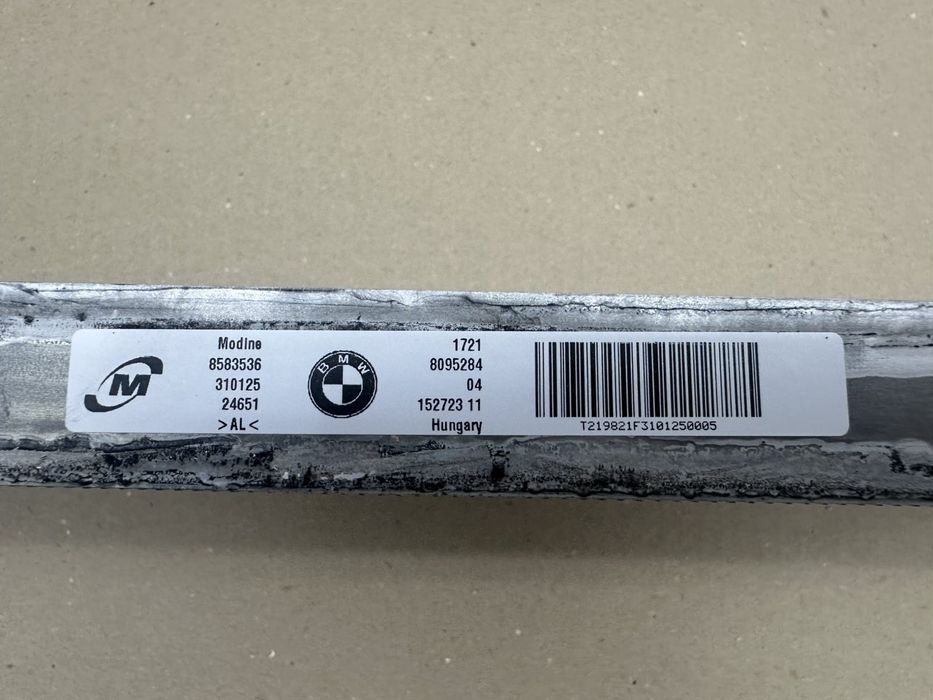 M
Modine
8583536
310125
24651
>AL<
BMW
1721
8095284
04
152723 11
Hungary
T219821F3101250005